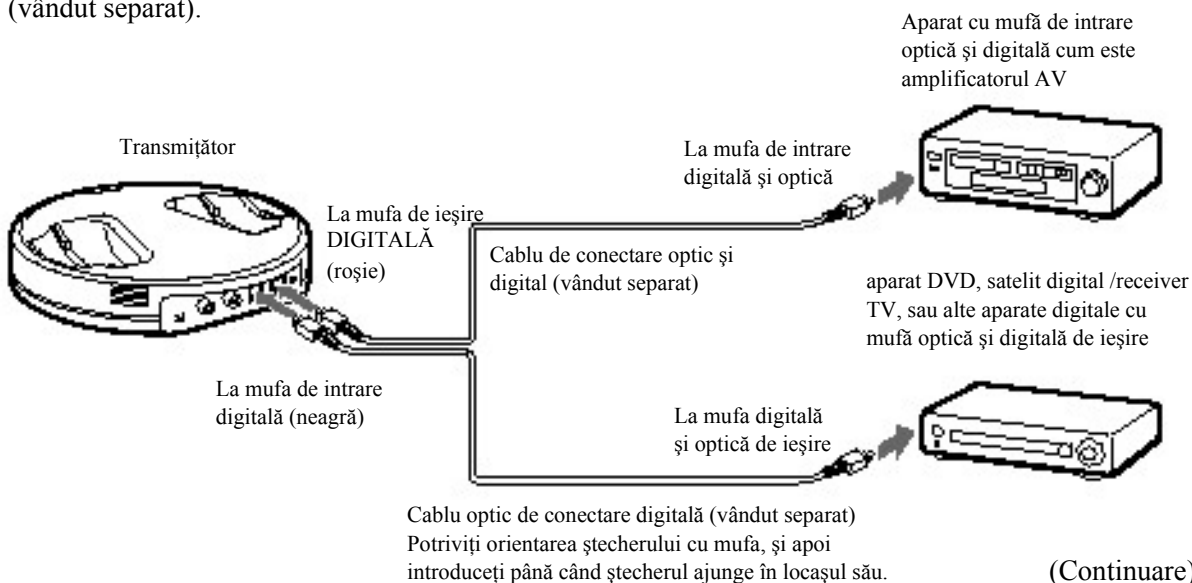 (vândut separat).
Aparat cu mufă de intrare
optică şi digitală cum este
amplificatorul AV
Transmiţător
La mufa de intrare
digitală şi optică
La mufa de ieşire
DIGITALĂ
(roşie)
Cablu de conectare optic şi
digital (vândut separat)
aparat DVD, satelit digital /receiver
TV, sau alte aparate digitale cu
mufă optică şi digitală de ieşire
La mufa de intrare
digitală (neagră)
La mufa digitală
şi optică de ieşire
Cablu optic de conectare digitală (vândut separat)
Potriviţi orientarea ştecherului cu mufa, şi apoi
introduceţi până când ştecherul ajunge în locaşul său.
(Continuare)